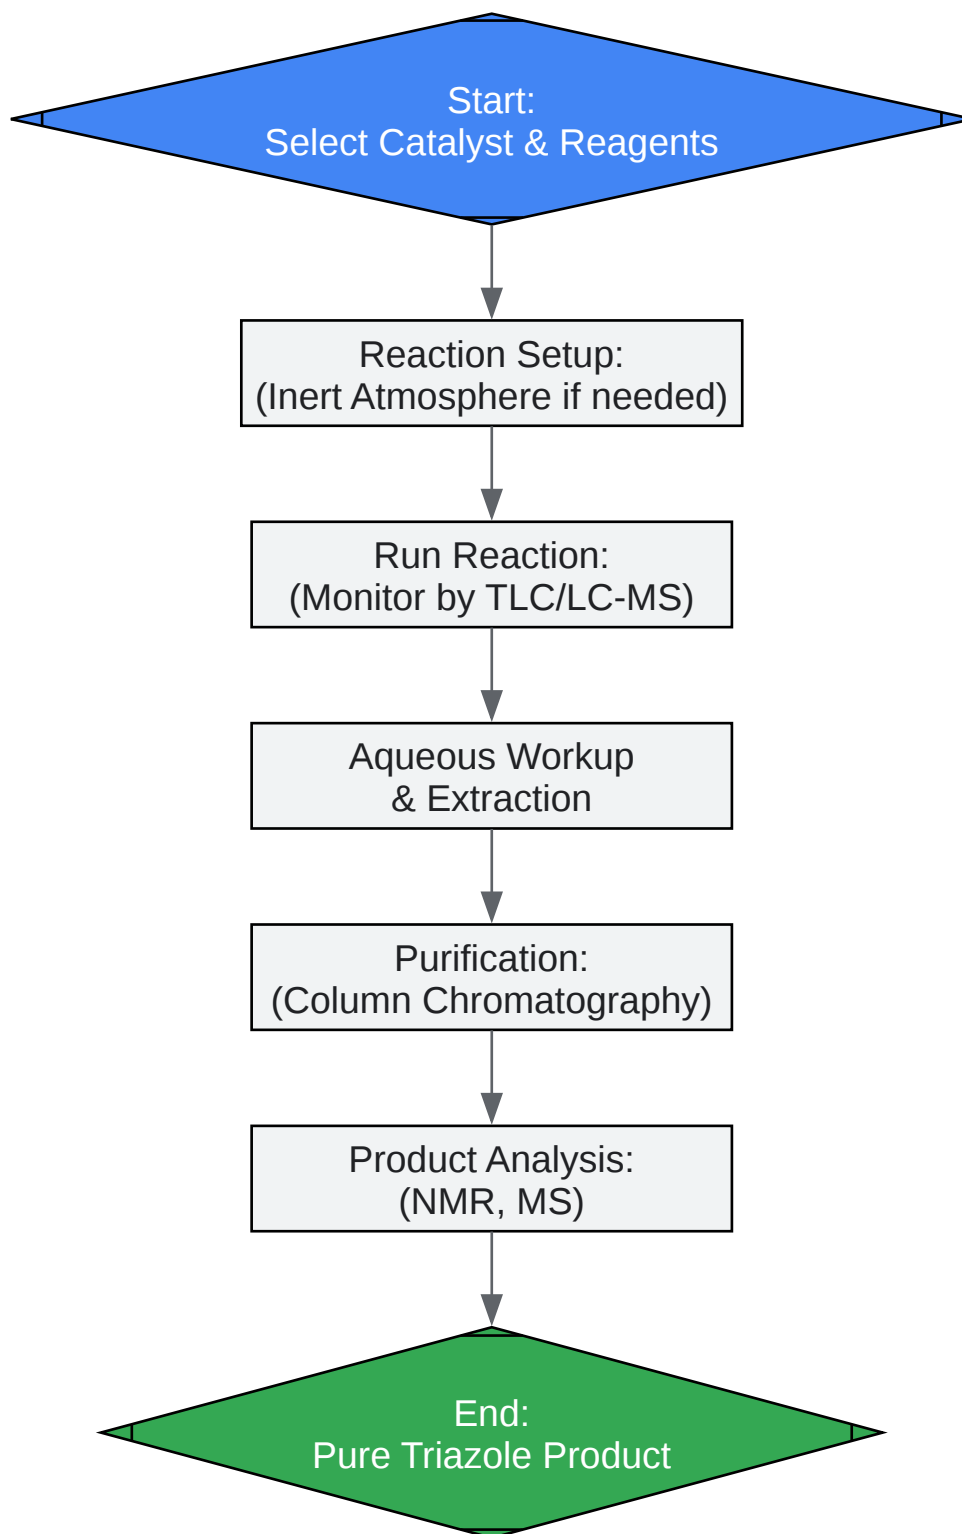 Start:
Select Catalyst & Reagents
Reaction Setup:
(Inert Atmosphere if needed)
Run Reaction:
(Monitor by TLC/LC-MS)
Aqueous Workup
& Extraction
Purification:
(Column Chromatography)
Product Analysis:
(NMR, MS)
End:
Pure Triazole Product